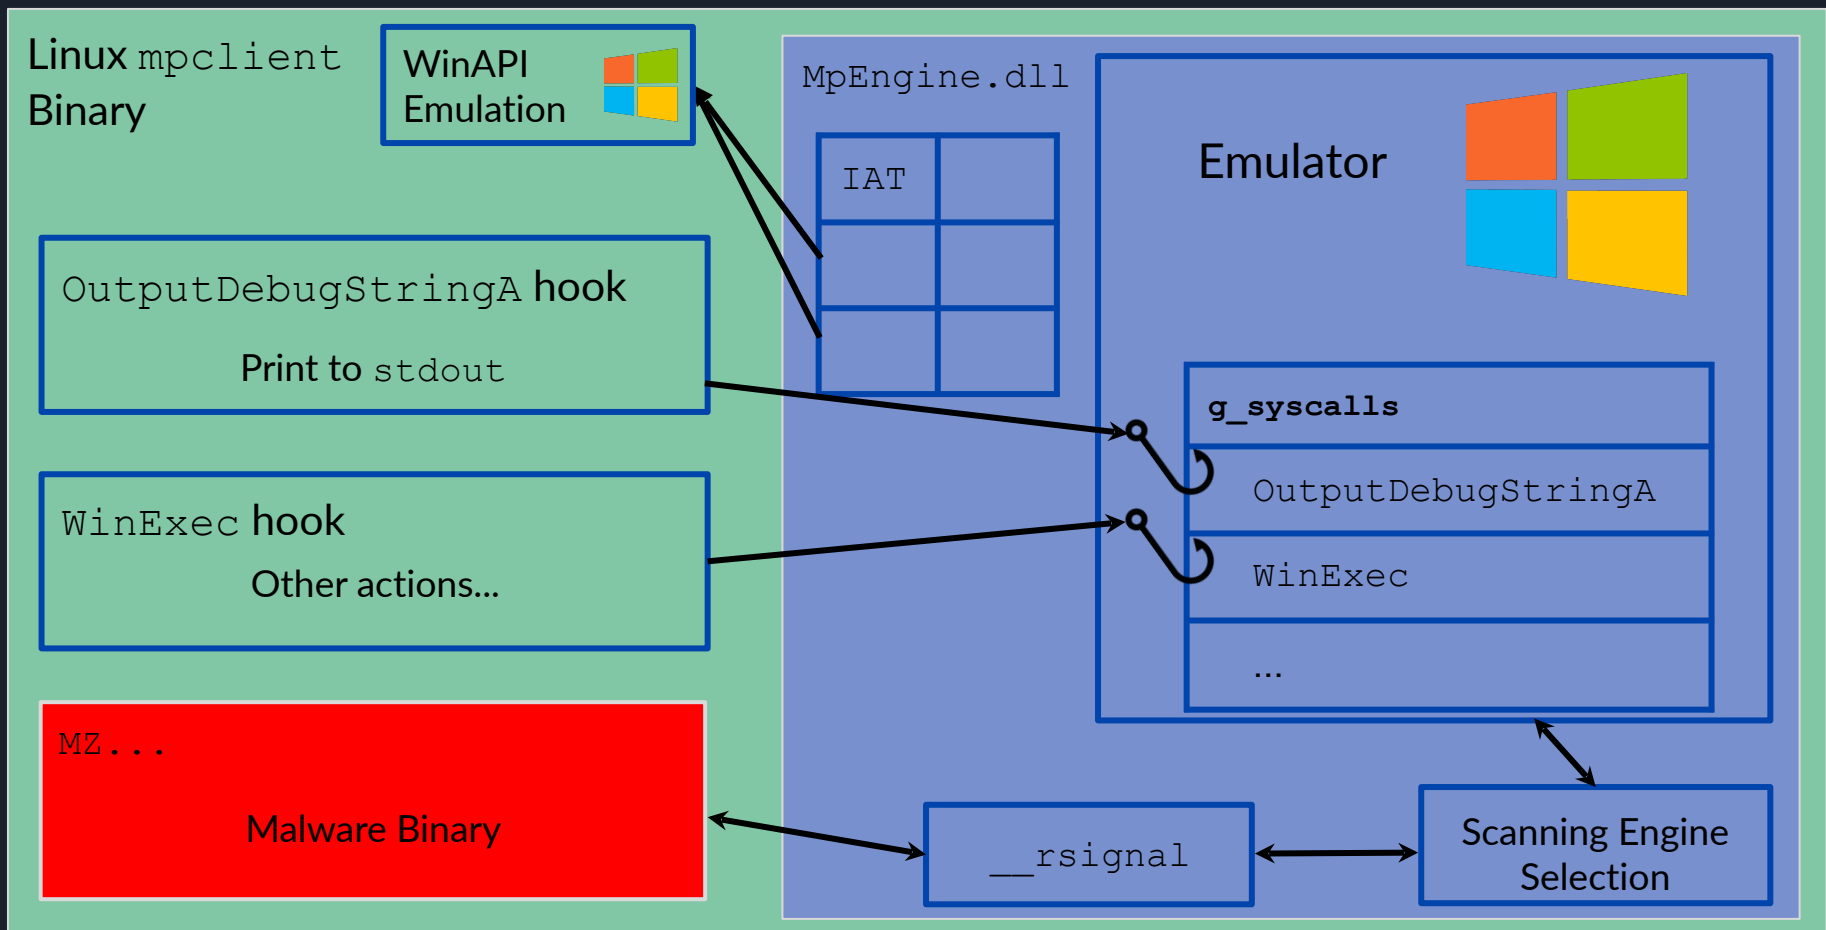 Linux mpclient
Binary
WinAPI
Emulation
MpEngine.dll
IAT
Emulator
OutputDebugStringA hook
Print to stdout
g_syscalls
OutputDebugStringA
WinExec
...
WinExec hook
Other actions...
MZ...
Malware Binary
__rsignal
Scanning Engine
Selection